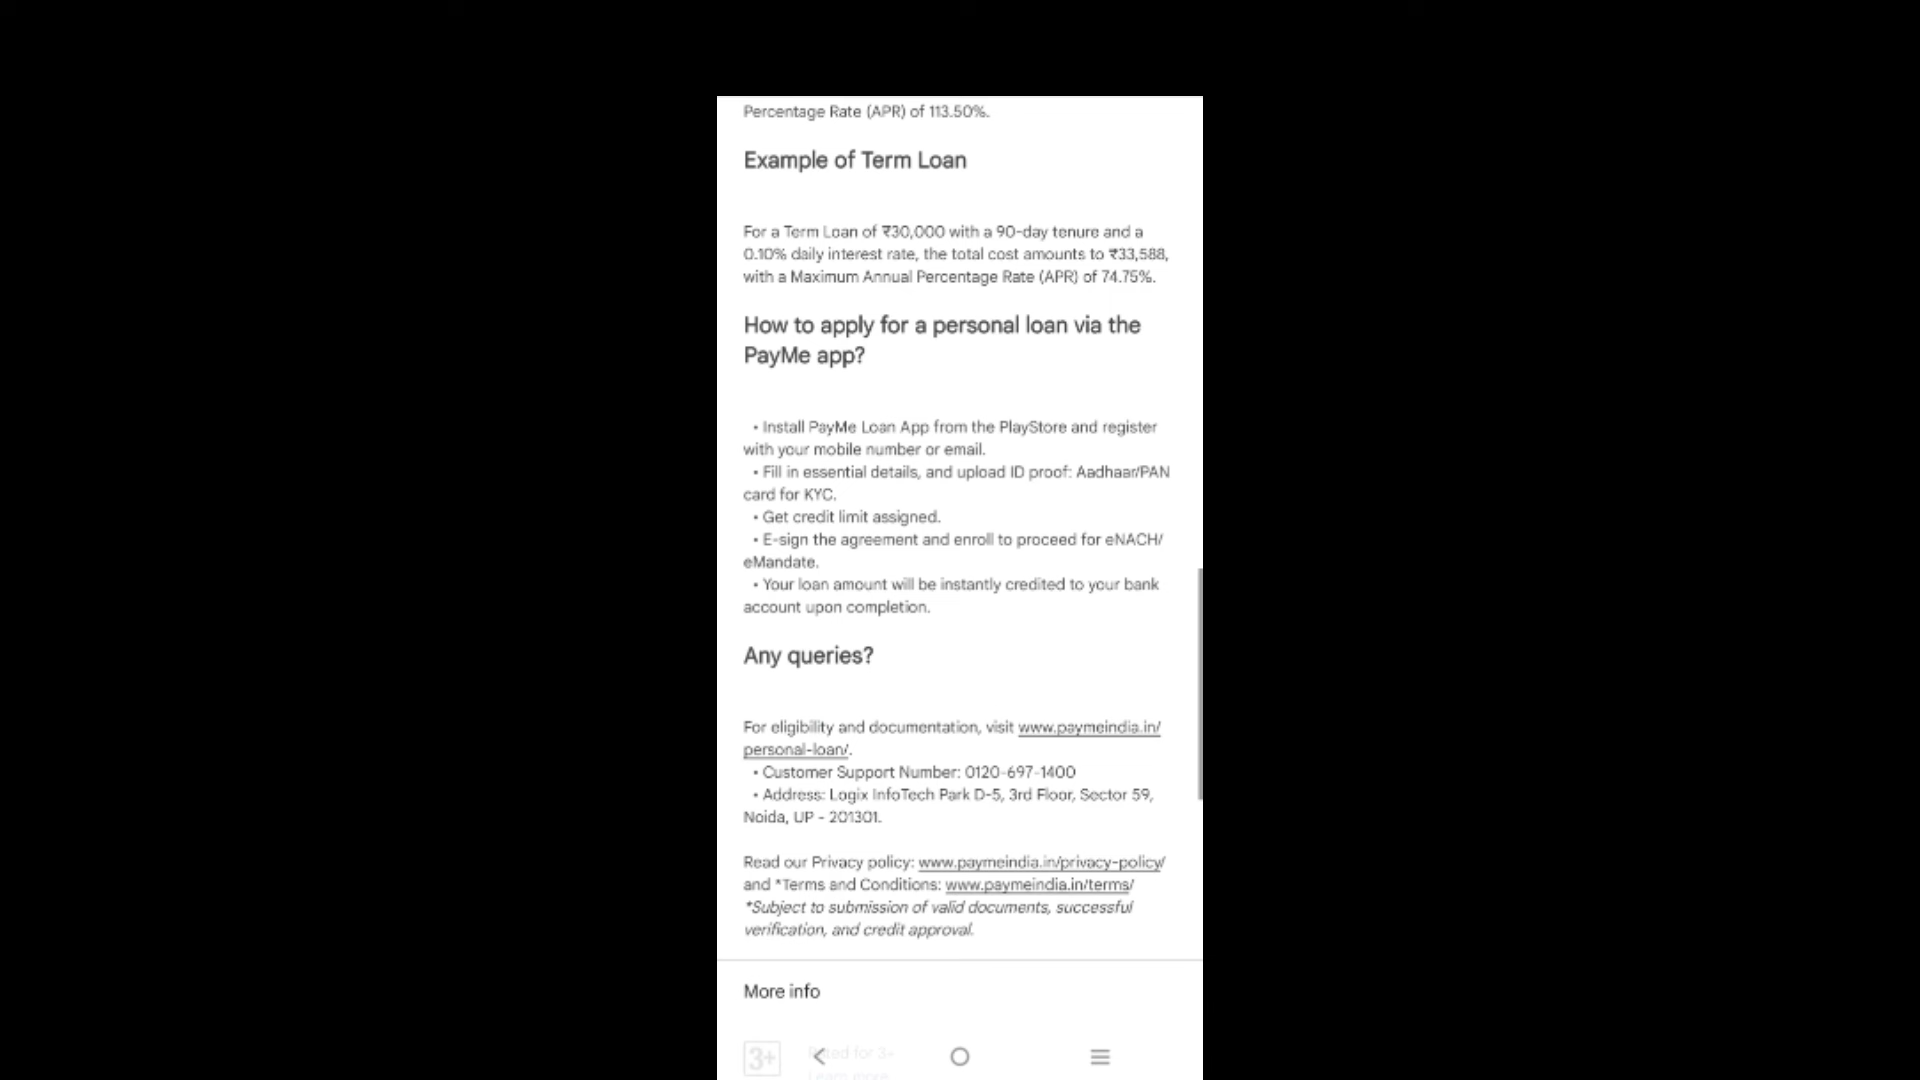 Percentage Rate (APR) of 113.50%.
Example of Term Loan
For a Term Loan of ₹30,000 with a 90-day tenure and a
0.10% daily interest rate, the total cost amounts to ₹33,588,
with a Maximum Annual Percentage Rate (APR) of 74.75%.
How to apply for a personal loan via the
PayMe app?
• Install PayMe Loan App from the PlayStore and register
with your mobile number or email.
• Fill in essential details, and upload ID proof: Aadhaar/PAN
card for KYC.
• Get credit limit assigned.
• E-sign the agreement and enroll to proceed for eNACH/
eMandate.
• Your loan amount will be instantly credited to your bank
account upon completion.
Any queries?
For eligibility and documentation, visit www.paymeindia.in/
personal-loan/.
• Customer Support Number: 0120-697-1400
• Address: Logix InfoTech Park D-5, 3rd Floor, Sector 59,
Noida, UP - 201301.
Read our Privacy policy: www.paymeindia.in/privacy-policy/
and *Terms and Conditions: www.paymeindia.in/terms/
*Subject to submission of valid documents, successful
verification, and credit approval.
More info
3+ Rated for 3+
Learn more